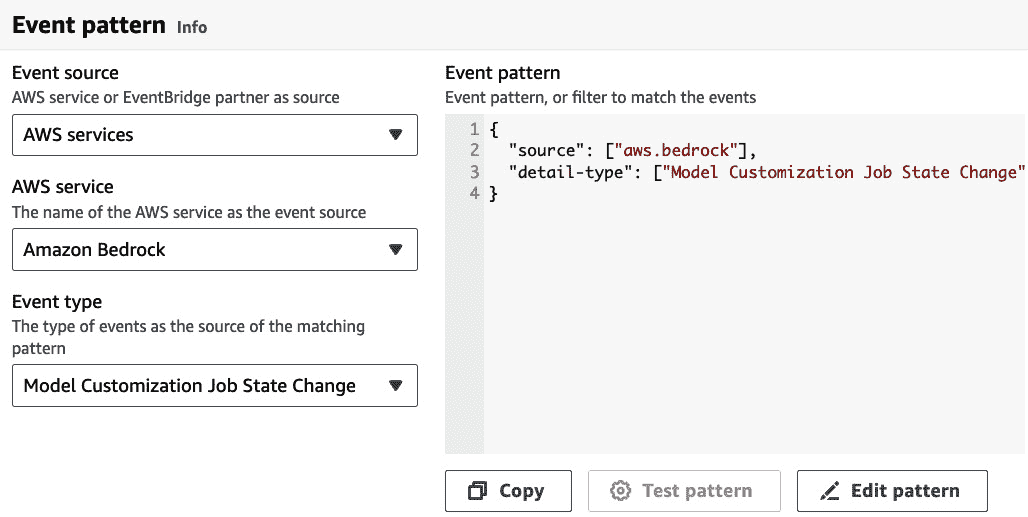 Event pattern Info
Event source
AWS service or EventBridge partner as source
AWS services
AWS service
The name of the AWS service as the event source
Amazon Bedrock
Event type
The type of events as the source of the matching
pattern
Model Customization Job State Change
Event pattern
Event pattern, or filter to match the events
1 {
2   "source": ["aws.bedrock"],
3   "detail-type": ["Model Customization Job State Change"
4 }
Copy
Test pattern
Edit pattern